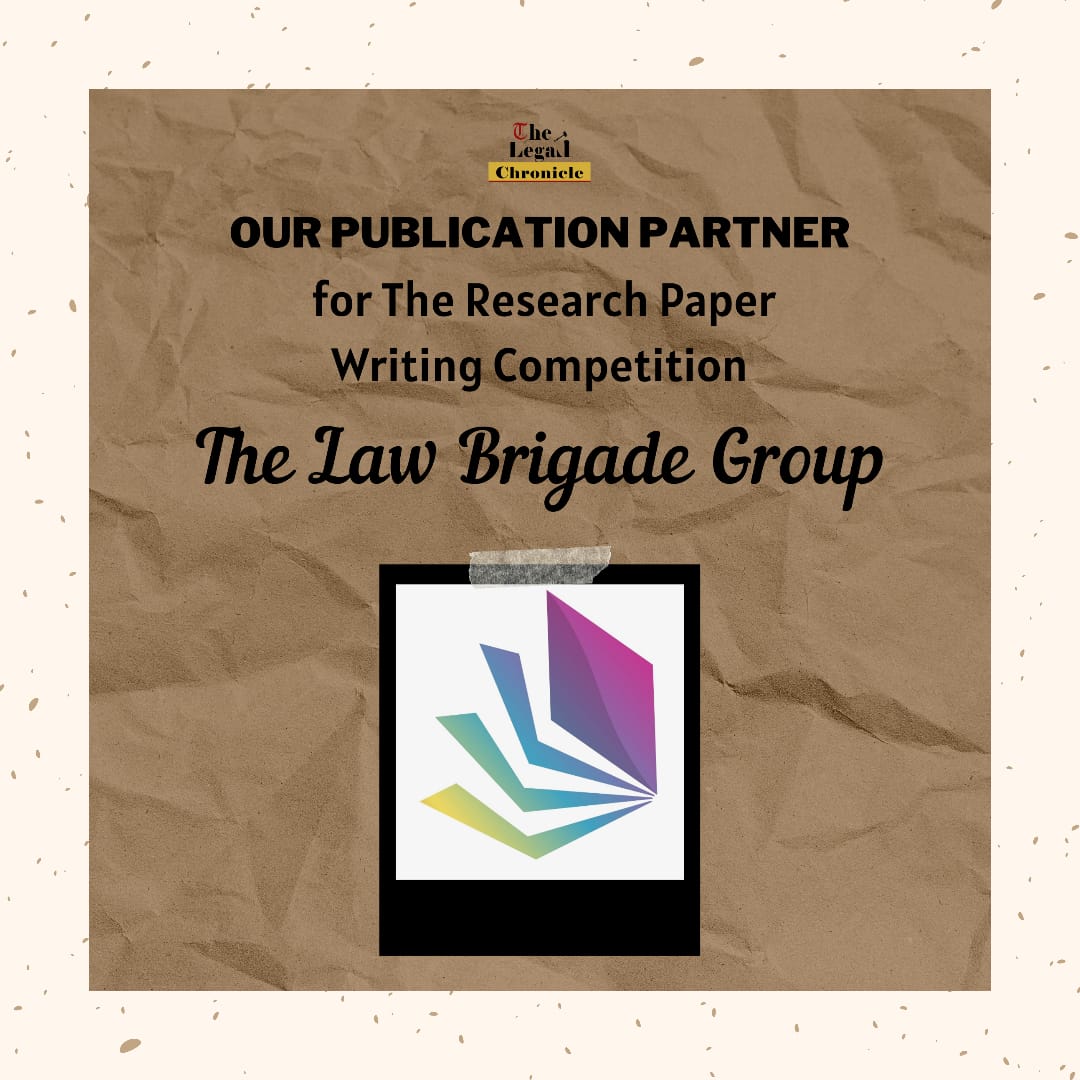 The
Legal
Chronicle
OUR PUBLICATION PARTNER
for The Research Paper
Writing Competition
The Law Brigade Group